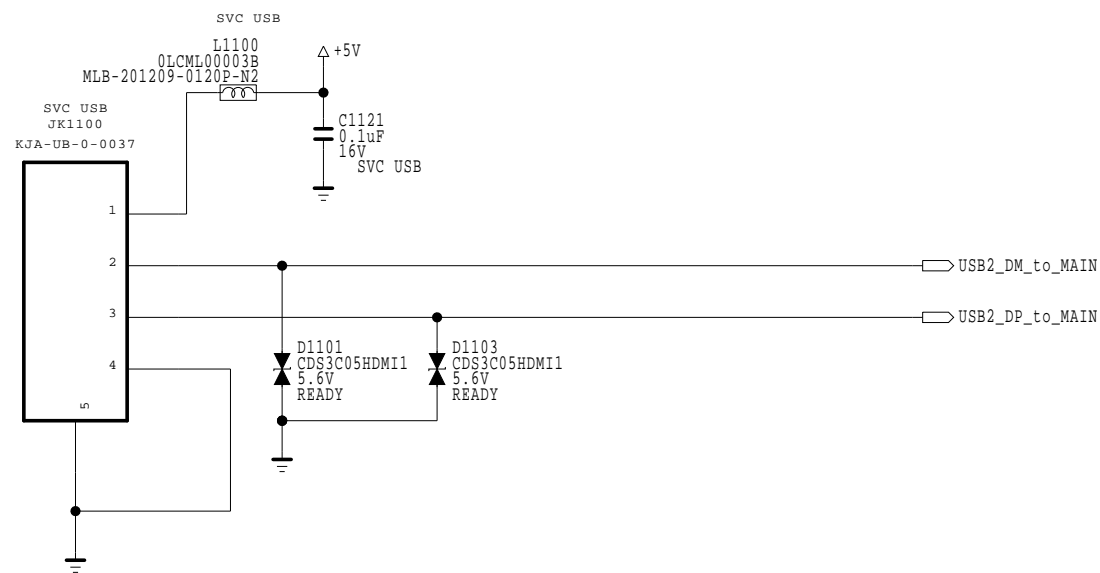 SVC USB
L1100
0LCML00003B
MLB-201209-0120P-N2
+5V
SVC USB
JK1100
KJA-UB-0-0037
C1121
0.1uF
16V
SVC USB
1
2
USB2_DM_to_MAIN
3
USB2_DP_to_MAIN
D1101
CDS3C05HDMI1
5.6V
READY
D1103
CDS3C05HDMI1
5.6V
READY
4
5